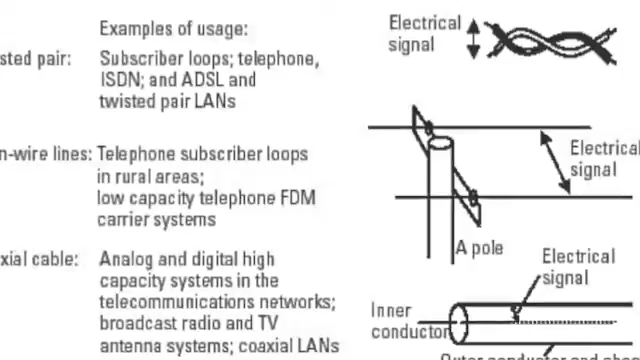 Examples of usage:
sted pair: Subscriber loops; telephone,
ISDN; and ADSL and
twisted pair LANs
n-wire lines: Telephone subscriber loops
in rural areas;
low capacity telephone FDM
carrier systems
xial cable: Analog and digital high
capacity systems in the
telecommunications networks;
broadcast radio and TV
antenna systems; coaxial LANs
Electrical
signal
Electrical
signal
A pole
Electrical
signal
Inner
conductor
Outer conductor and